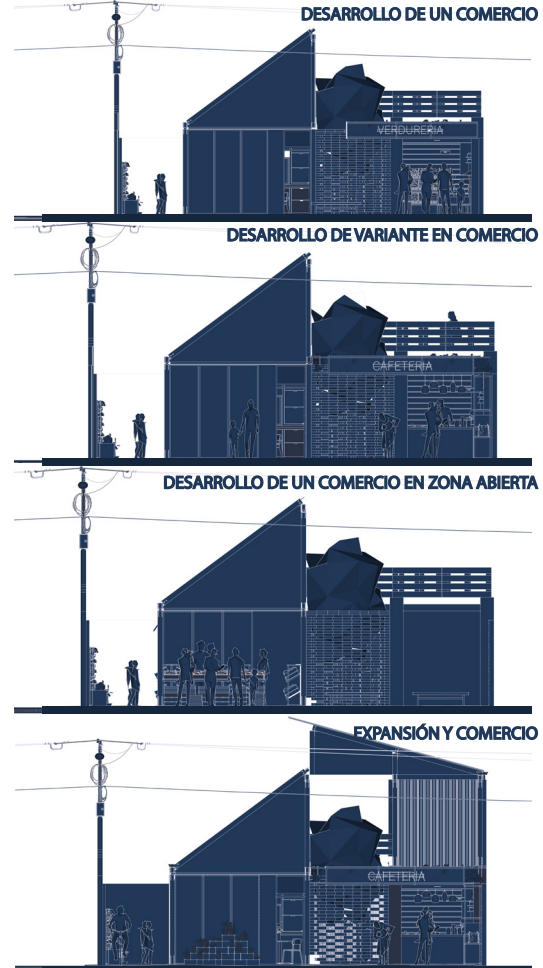 DESARROLLO DE UN COMERCIO
VERDURERIA
DESARROLLO DE VARIANTE EN COMERCIO
CAFETERIA
DESARROLLO DE UN COMERCIO EN ZONA ABIERTA
EXPANSIÓN Y COMERCIO
CAFETERIA